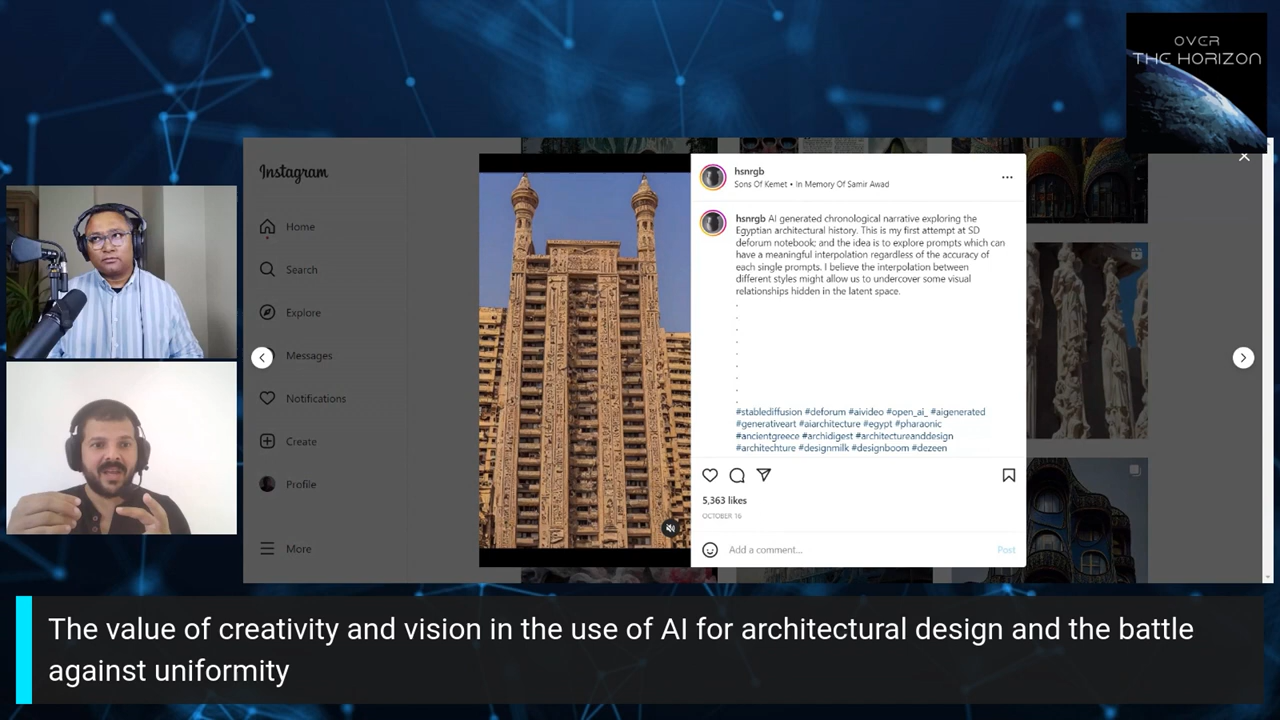 OVER
THE HORIZON
Instagram
Home
Search
Explore
Messages
Notifications
Create
Profile
More
hsnrgb
Sons Of Kemet • In Memory Of Samir Awad
hsnrgb AI generated chronological narrative exploring the
Egyptian architectural history. This is my first attempt at SD
deforum notebook; and the idea is to explore prompts which can
have a meaningful interpolation regardless of the accuracy of
each single prompts. I believe the interpolation between
different styles might allow us to undercover some visual
relationships hidden in the latent space.
.
.
.
.
.
.
.
.
.
#stablediffusion #deforum #aivideo #open_ai_ #aigenerated
#generativeart #aiarchitecture #egypt #pharaonic
#ancientgreece #archidigest #architectureanddesign
#architechture #designmilk #designboom #dezeen
5,363 likes
OCTOBER 16
Add a comment...
Post
The value of creativity and vision in the use of AI for architectural design and the battle
against uniformity